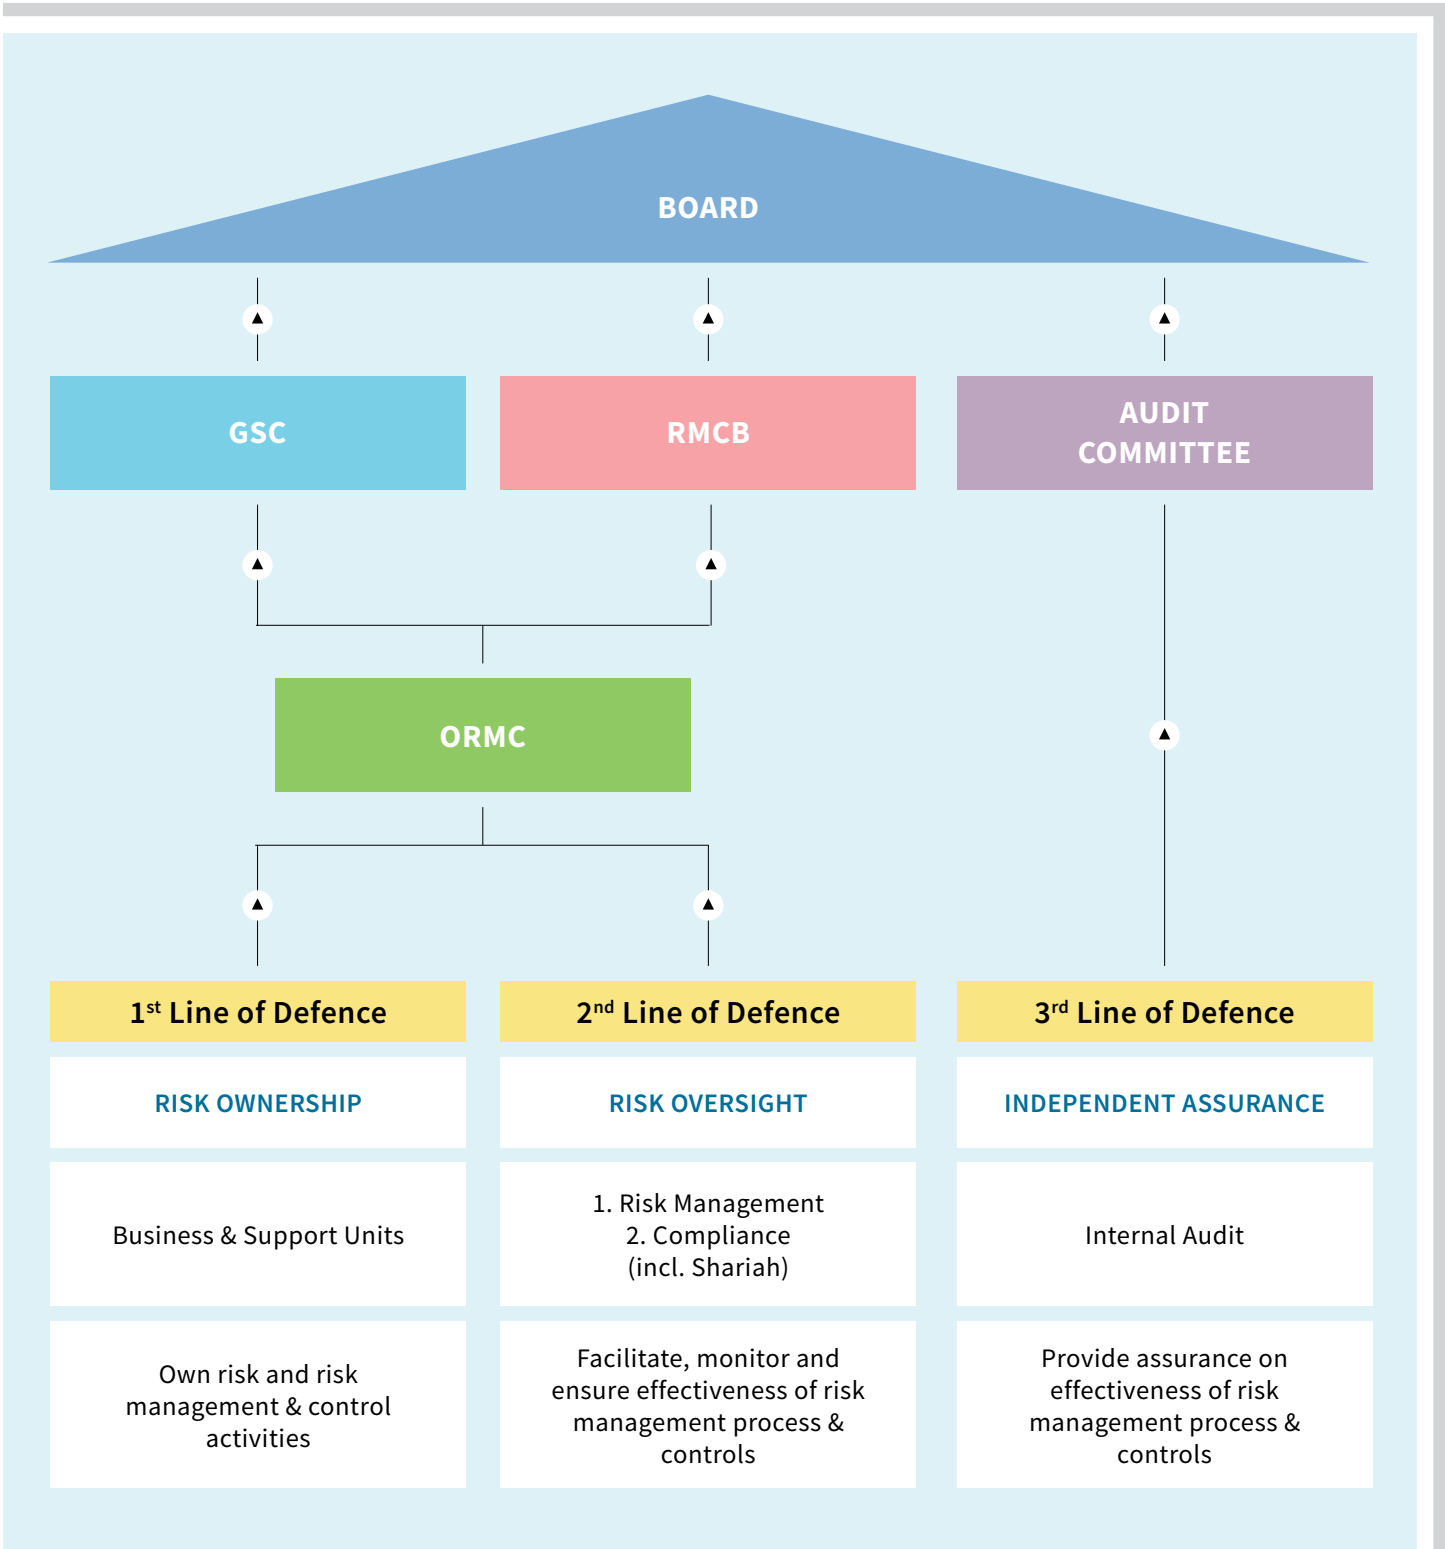 BOARD
GSC
RMCB
AUDIT
COMMITTEE
ORMC
1st Line of Defence
2nd Line of Defence
3rd Line of Defence
RISK OWNERSHIP
RISK OVERSIGHT
INDEPENDENT ASSURANCE
Business & Support Units
1. Risk Management
2. Compliance
(incl. Shariah)
Internal Audit
Own risk and risk
management & control
activities
Facilitate, monitor and
ensure effectiveness of risk
management process &
controls
Provide assurance on
effectiveness of risk
management process &
controls